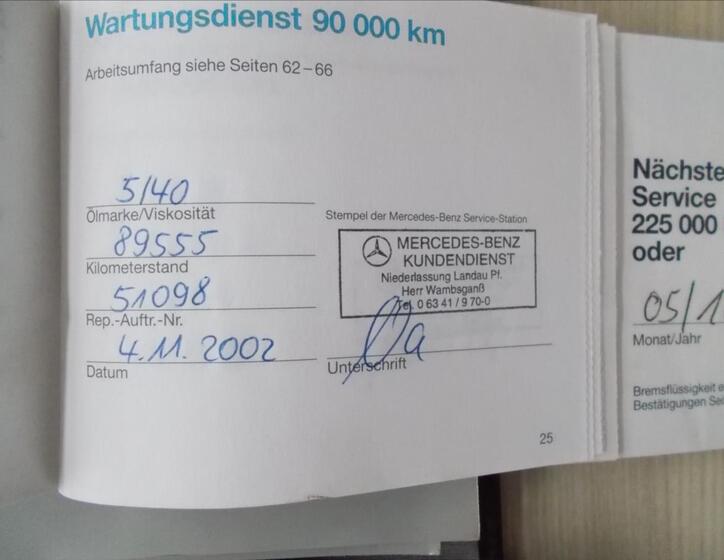 Wartungsdienst 90 000 km
Arbeitsumfang siehe Seiten 62–66
5/40
Ölmarke/Viskosität
89555
Kilometerstand
51098
Rep.-Auftr.-Nr.
4.11.2002
Datum
Stempel der Mercedes-Benz Service-Station
MERCEDES-BENZ
KUNDENDIENST
Niederlassung Landau Pf.
Herr Wambsganß
Tel. 0 63 41 / 9 70-0
Unterschrift
25
Nächste
Service
225 000
oder
05/1
Monat/Jahr
Bremsflüssigkeit
Bestätigungen